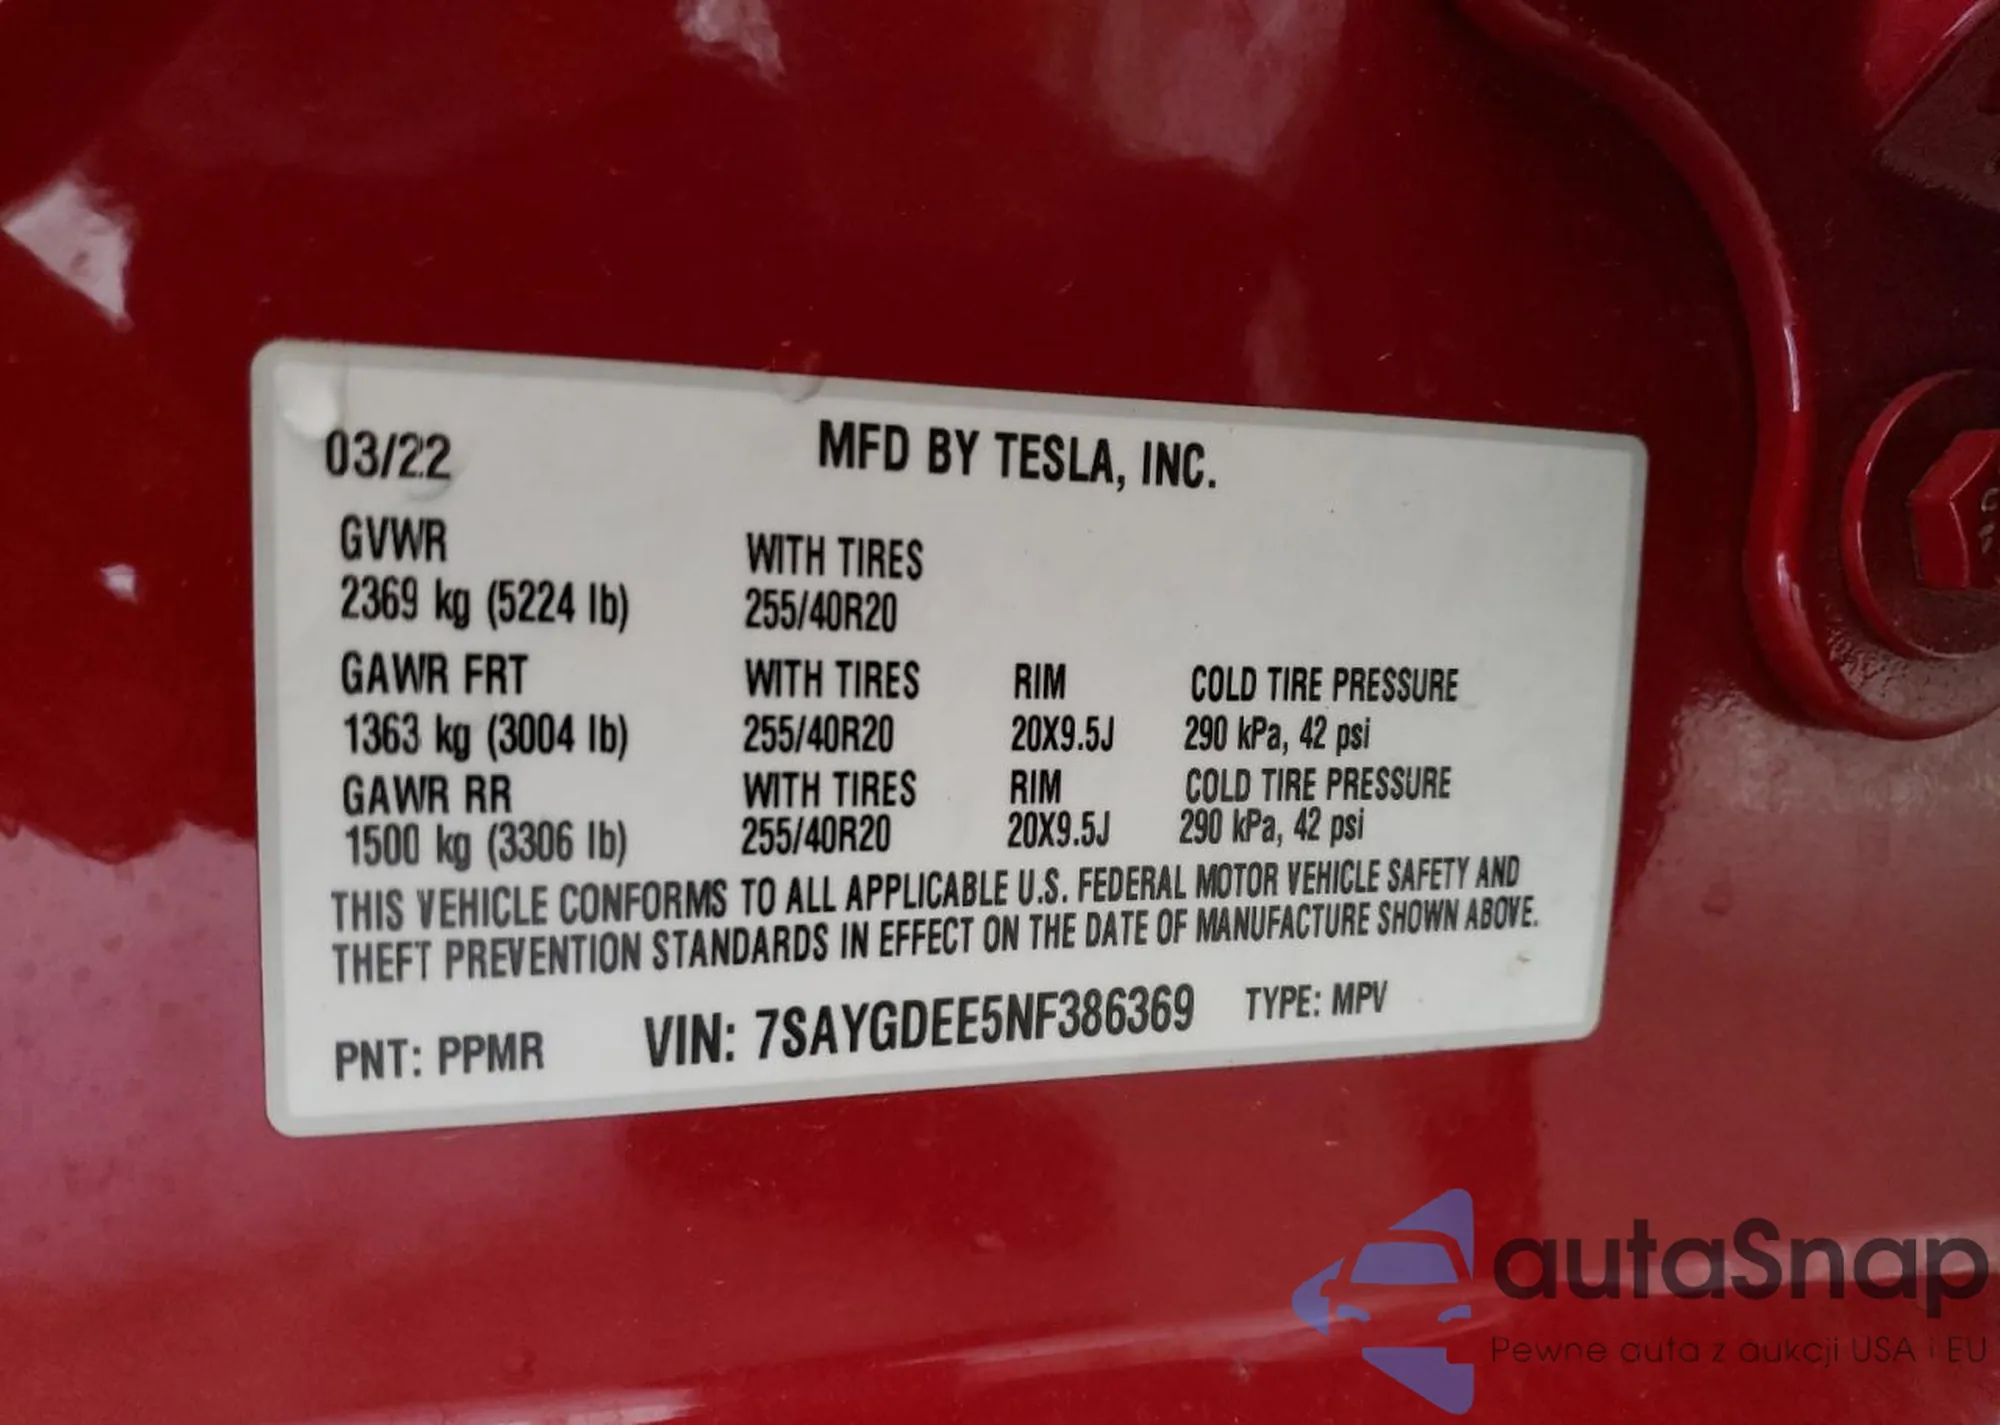 03/22 MFD BY TESLA, INC.
GVWR WITH TIRES
2369 kg (5224 lb) 255/40R20
GAWR FRT WITH TIRES RIM COLD TIRE PRESSURE
1363 kg (3004 lb) 255/40R20 20X9.5J 290 kPa, 42 psi
GAWR RR WITH TIRES RIM COLD TIRE PRESSURE
1500 kg (3306 lb) 255/40R20 20X9.5J 290 kPa, 42 psi
THIS VEHICLE CONFORMS TO ALL APPLICABLE U.S. FEDERAL MOTOR VEHICLE SAFETY AND
THEFT PREVENTION STANDARDS IN EFFECT ON THE DATE OF MANUFACTURE SHOWN ABOVE.
PNT: PPMR VIN: 7SAYGDEE5NF386369 TYPE: MPV
autaSnap
Pewne auta z aukcji USA i EU